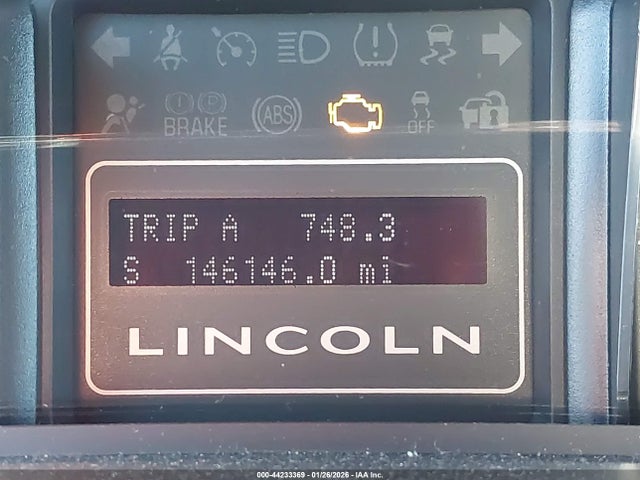 BRAKE ABS OFF
TRIP A 748.3
S 146146.0 mi
LINCOLN
000-44233369 - 01/26/2026 - IAA Inc.